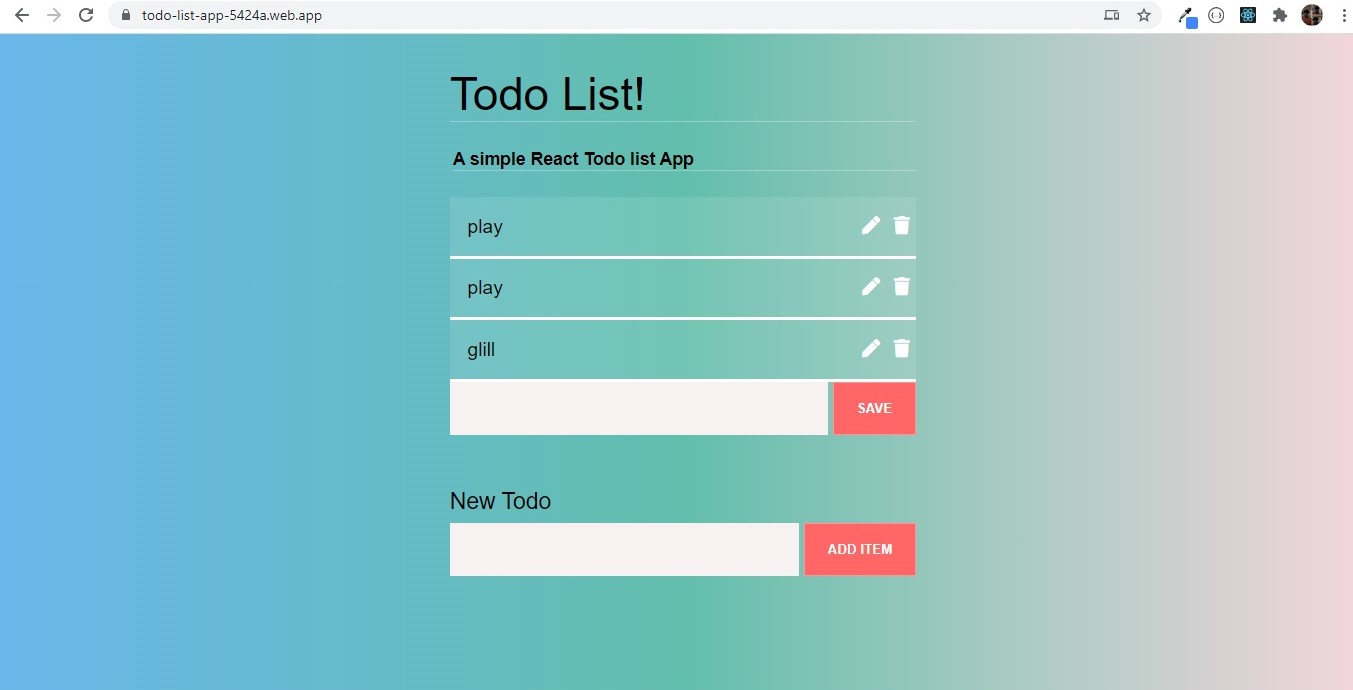 todo-list-app-5424a.web.app
Todo List!
A simple React Todo list App
play
play
glill
SAVE
New Todo
ADD ITEM